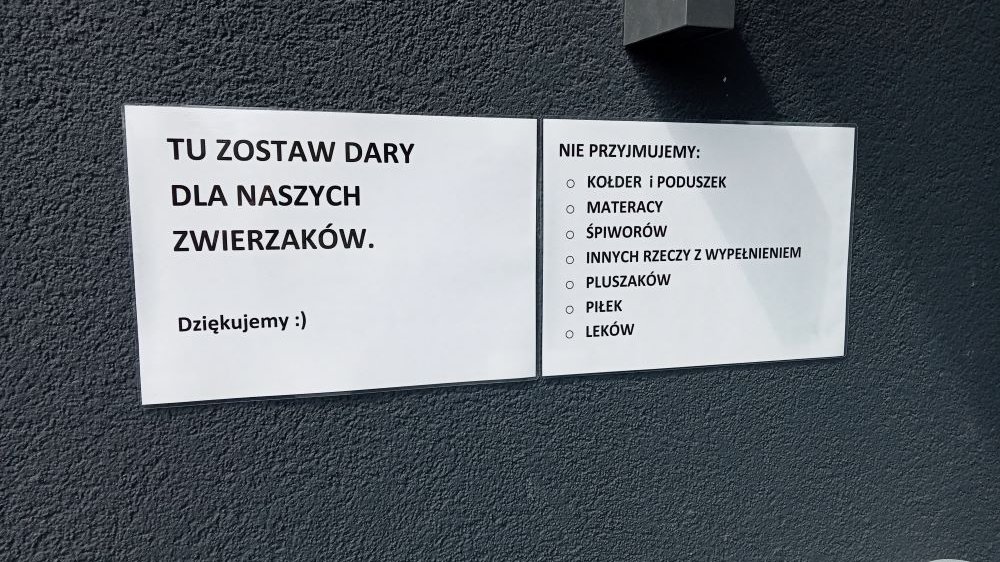 TU ZOSTAW DARY
DLA NASZYCH
ZWIERZAKÓW.
Dziękujemy :)
NIE PRZYJMUJEMY:
○ KOŁDER i PODUSZEK
○ MATERACY
○ ŚPIWORÓW
○ INNYCH RZECZY Z WYPEŁNIENIEM
○ PLUSZAKÓW
○ PIŁEK
○ LEKÓW